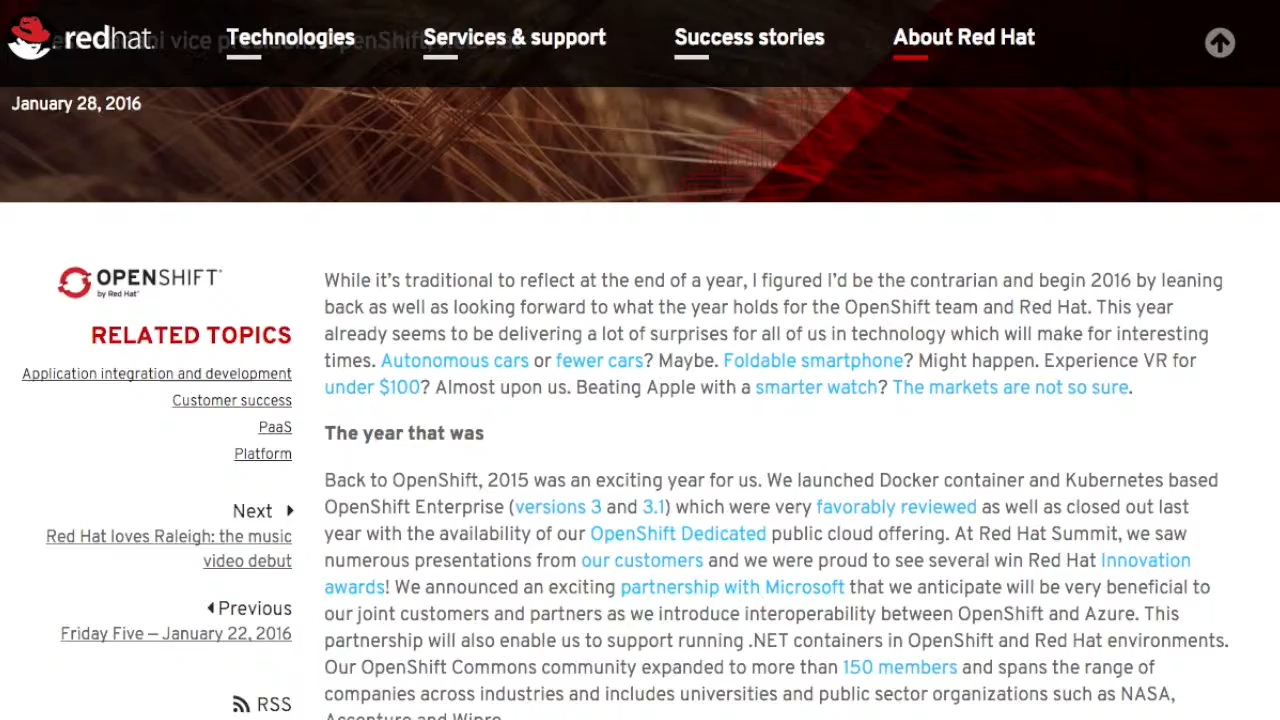 redhat
Technologies
Services & support
Success stories
About Red Hat
vice president, OpenShift, Red Hat
January 28, 2016
OPENSHIFT
by Red Hat
RELATED TOPICS
Application integration and development
Customer success
PaaS
Platform
Next
Red Hat loves Raleigh: the music
video debut
Previous
Friday Five – January 22, 2016
RSS
While it’s traditional to reflect at the end of a year, I figured I’d be the contrarian and begin 2016 by leaning
back as well as looking forward to what the year holds for the OpenShift team and Red Hat. This year
already seems to be delivering a lot of surprises for all of us in technology which will make for interesting
times. Autonomous cars or fewer cars? Maybe. Foldable smartphone? Might happen. Experience VR for
under $100? Almost upon us. Beating Apple with a smarter watch? The markets are not so sure.
The year that was
Back to OpenShift, 2015 was an exciting year for us. We launched Docker container and Kubernetes based
OpenShift Enterprise (versions 3 and 3.1) which were very favorably reviewed as well as closed out last
year with the availability of our OpenShift Dedicated public cloud offering. At Red Hat Summit, we saw
numerous presentations from our customers and we were proud to see several win Red Hat Innovation
awards! We announced an exciting partnership with Microsoft that we anticipate will be very beneficial to
our joint customers and partners as we introduce interoperability between OpenShift and Azure. This
partnership will also enable us to support running .NET containers in OpenShift and Red Hat environments.
Our OpenShift Commons community expanded to more than 150 members and spans the range of
companies across industries and includes universities and public sector organizations such as NASA,
Accenture and Wipro.